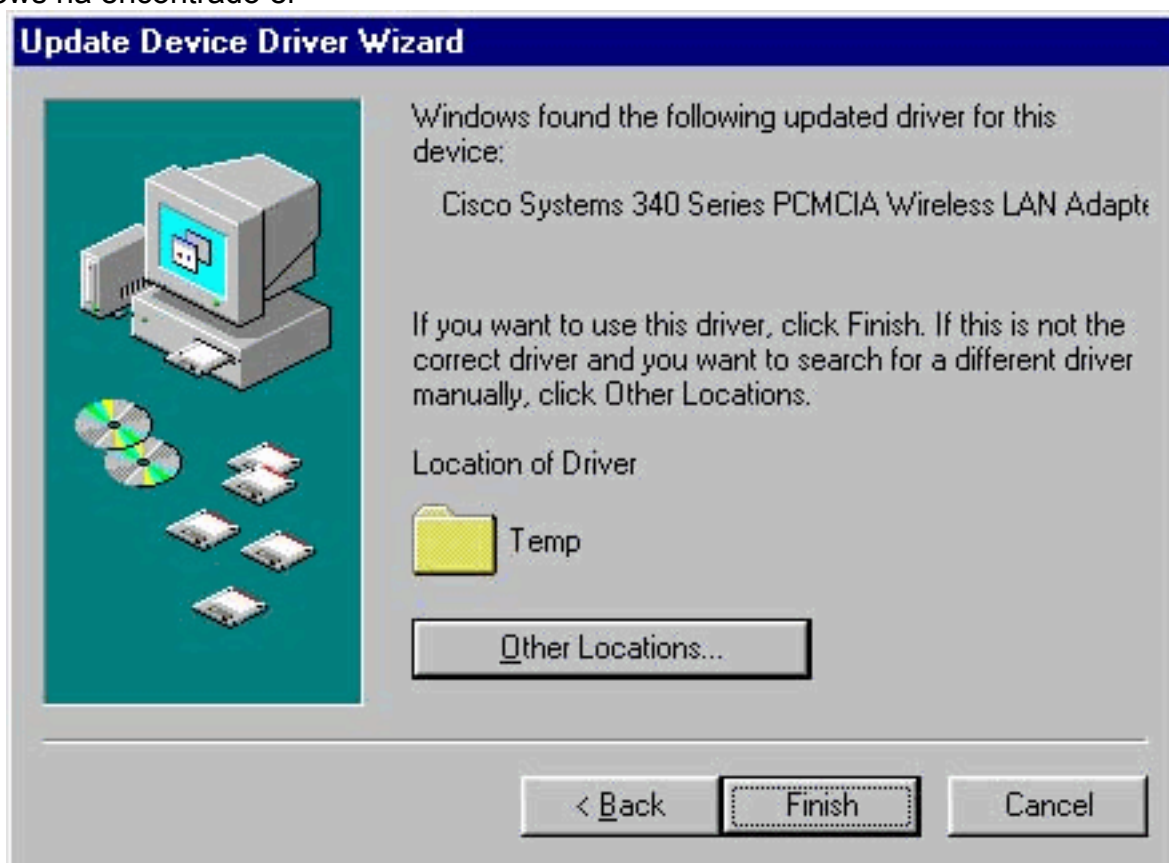 ha encontrado el
Update Device Driver Wizard
Windows found the following updated driver for this
device:
Cisco Systems 340 Series PCMCIA Wireless LAN Adapte
If you want to use this driver, click Finish. If this is not the
correct driver and you want to search for a different driver
manually, click Other Locations.
Location of Driver
Temp
Other Locations...
< Back
Finish
Cancel